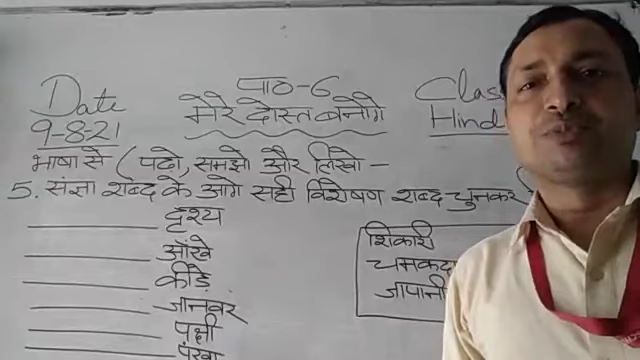 Date
9-8-21
पाठ-6
मेरे दोस्त बनोगे
Class
Hindi
भाषा से (पढो, समझो और लिखो -
5. संज्ञा शब्द के आगे सही विशेषण शब्द चुनकर
दृश्य
आँखे
कीड़े
जानवर
पक्षी
पंखा
शिकारी
जापानी